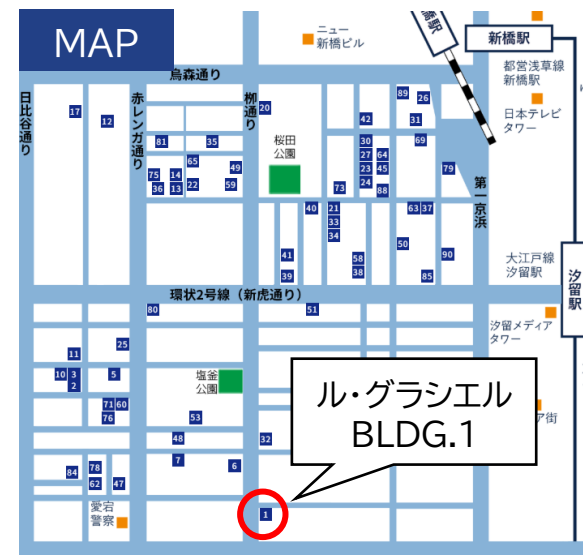 MAP
ニュー
新橋ビル
橋駅
新橋駅
都営浅草線
新橋駅
日本テレビ
タワー
烏森通り
日比谷通り
赤レンガ通り
柳通り
第一京浜
桜田
公園
17
12
20
89
26
42
31
81
35
30
69
27
64
65
49
23
45
79
75
14
24
36
13
22
59
73
88
40
21
63
37
33
34
50
41
58
90
39
38
85
大江戸線
汐留駅
汐留駅
環状2号線（新虎通り）
80
51
汐留メディア
タワー
25
11
10
3
5
2
塩釜
公園
ル・グラシエル
BLDG.1
ア街
71
60
76
53
48
32
7
6
84
78
62
47
愛宕
警察
1